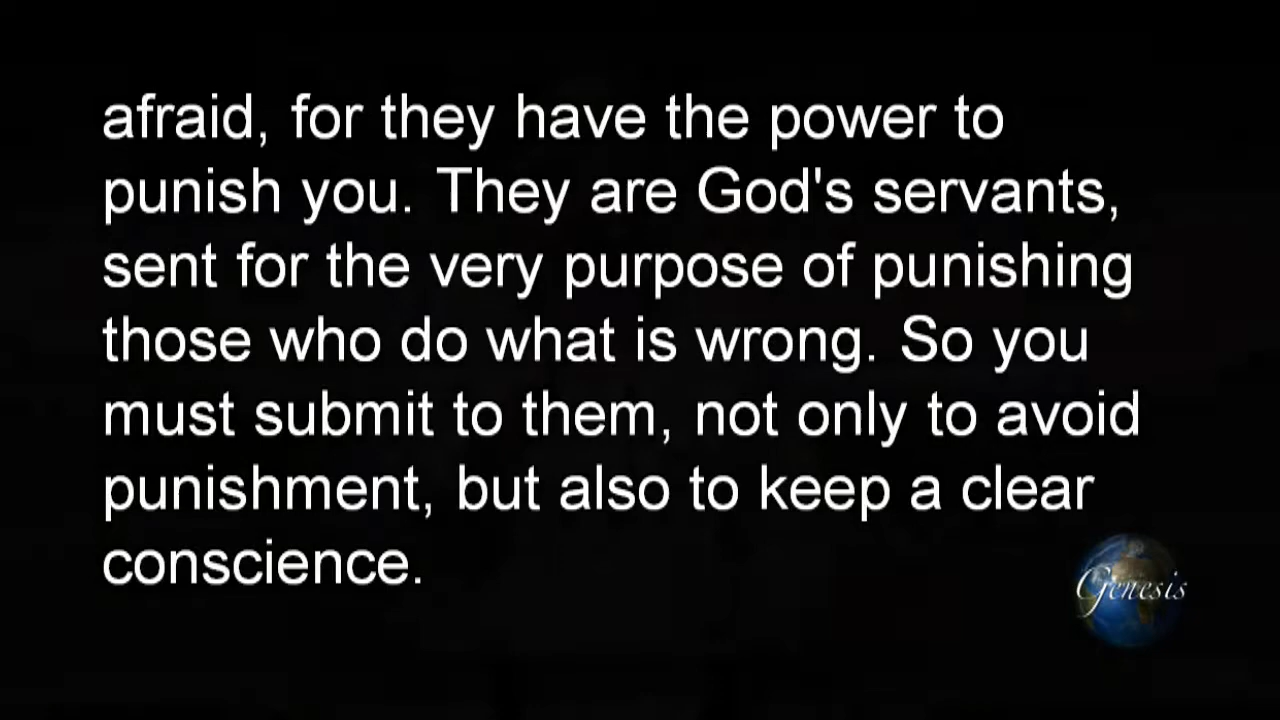 afraid, for they have the power to
punish you. They are God's servants,
sent for the very purpose of punishing
those who do what is wrong. So you
must submit to them, not only to avoid
punishment, but also to keep a clear
conscience.
Genesis